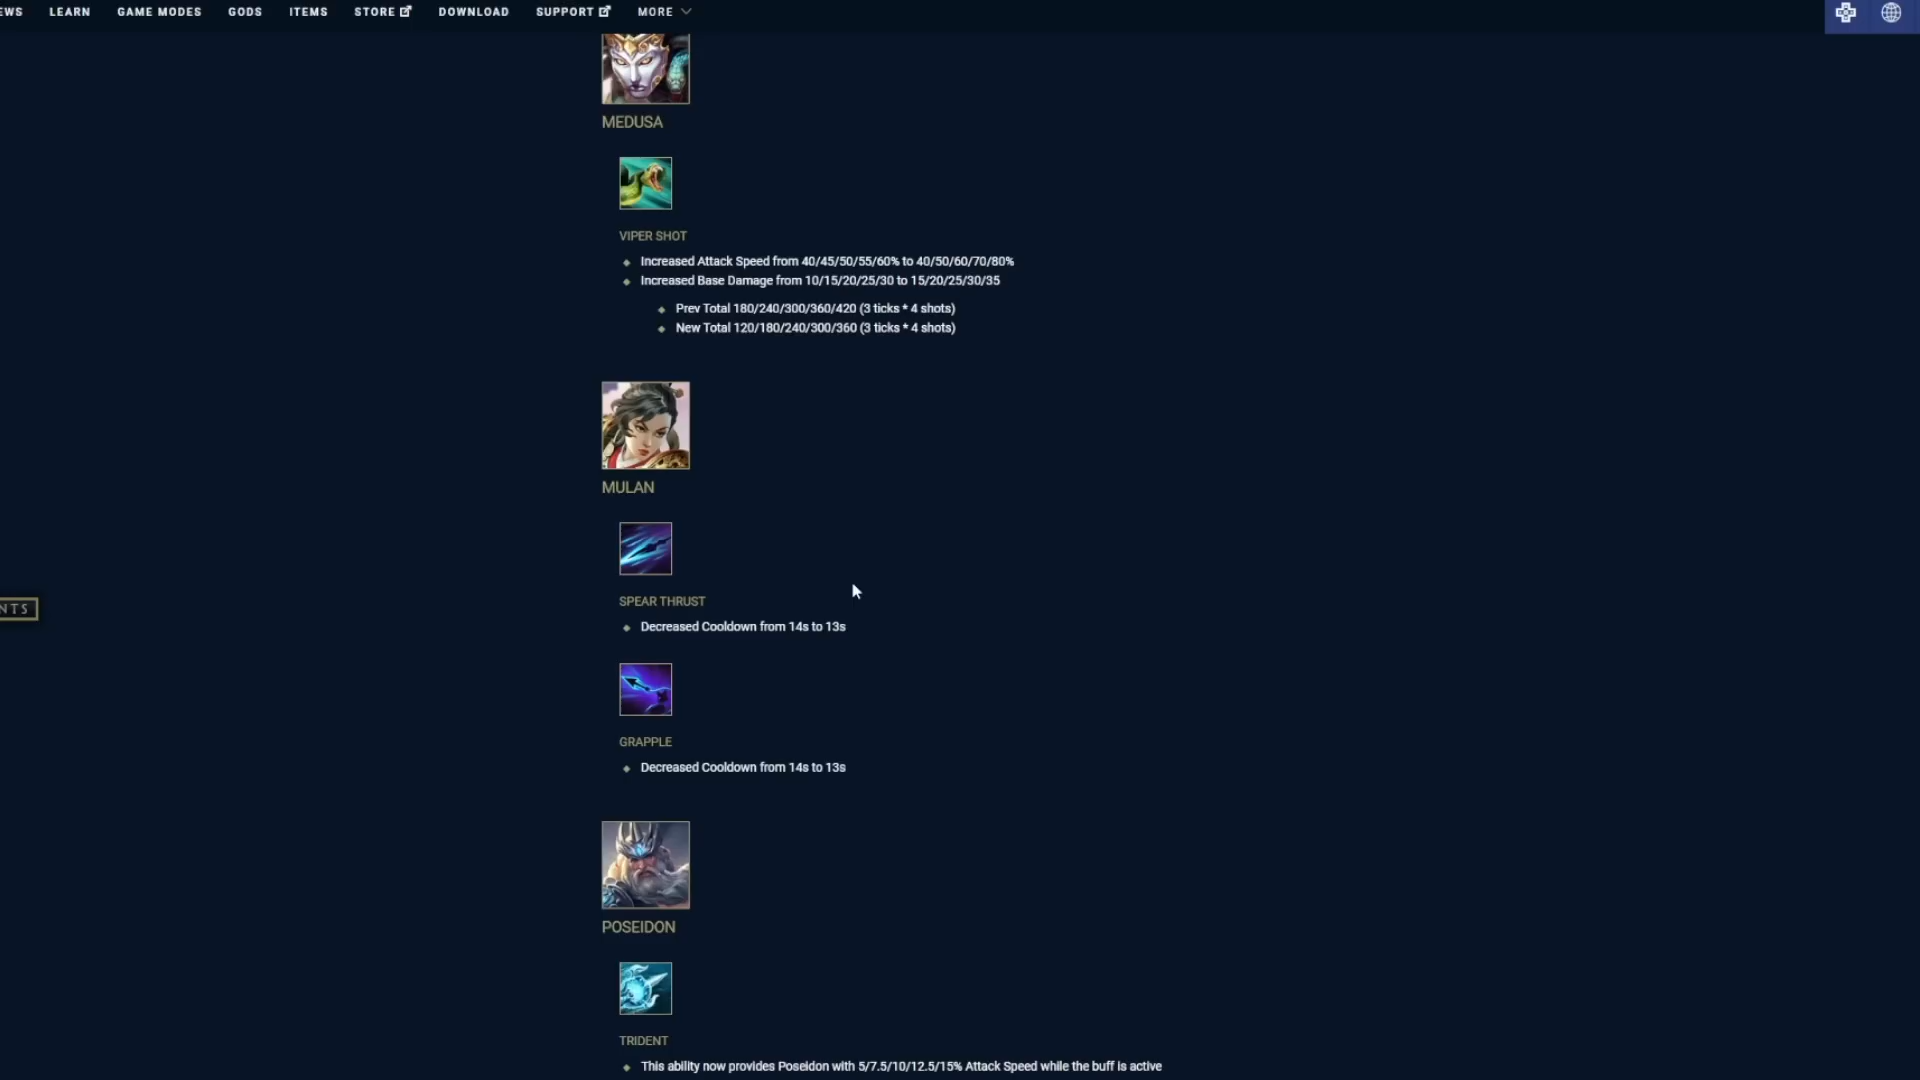 EWS LEARN GAME MODES GODS ITEMS STORE DOWNLOAD SUPPORT MORE
MEDUSA
VIPER SHOT
Increased Attack Speed from 40/45/50/55/60% to 40/50/60/70/80%
Increased Base Damage from 10/15/20/25/30 to 15/20/25/30/35
Prev Total 180/240/300/360/420 (3 ticks * 4 shots)
New Total 120/180/240/300/360 (3 ticks * 4 shots)
MULAN
SPEAR THRUST
Decreased Cooldown from 14s to 13s
NTS
GRAPPLE
Decreased Cooldown from 14s to 13s
POSEIDON
TRIDENT
This ability now provides Poseidon with 5/7.5/10/12.5/15% Attack Speed while the buff is active